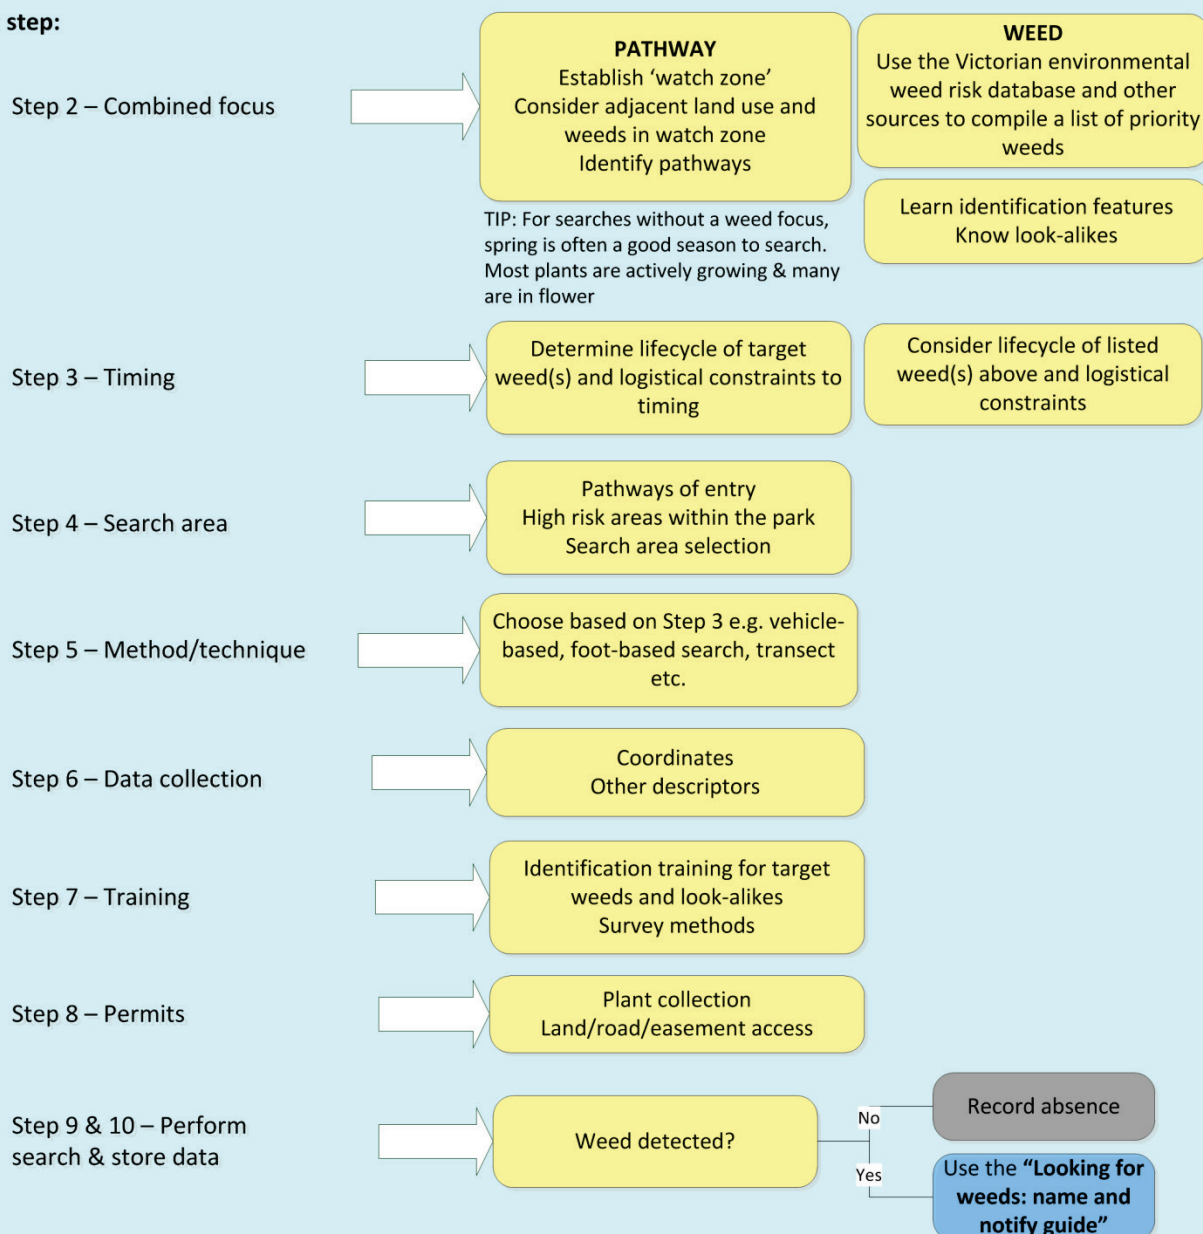 step:
Step 2 – Combined focus
PATHWAY
Establish ‘watch zone’
Consider adjacent land use and
weeds in watch zone
Identify pathways
WEED
Use the Victorian environmental
weed risk database and other
sources to compile a list of priority
weeds
TIP: For searches without a weed focus,
spring is often a good season to search.
Most plants are actively growing & many
are in flower
Learn identification features
Know look-alikes
Step 3 – Timing
Determine lifecycle of target
weed(s) and logistical constraints to
timing
Consider lifecycle of listed
weed(s) above and logistical
constraints
Step 4 – Search area
Pathways of entry
High risk areas within the park
Search area selection
Step 5 – Method/technique
Choose based on Step 3 e.g. vehicle-
based, foot-based search, transect
etc.
Step 6 – Data collection
Coordinates
Other descriptors
Step 7 – Training
Identification training for target
weeds and look-alikes
Survey methods
Step 8 – Permits
Plant collection
Land/road/easement access
Step 9 & 10 – Perform
search & store data
Weed detected?
No
Record absence
Yes
Use the “Looking for
weeds: name and
notify guide”